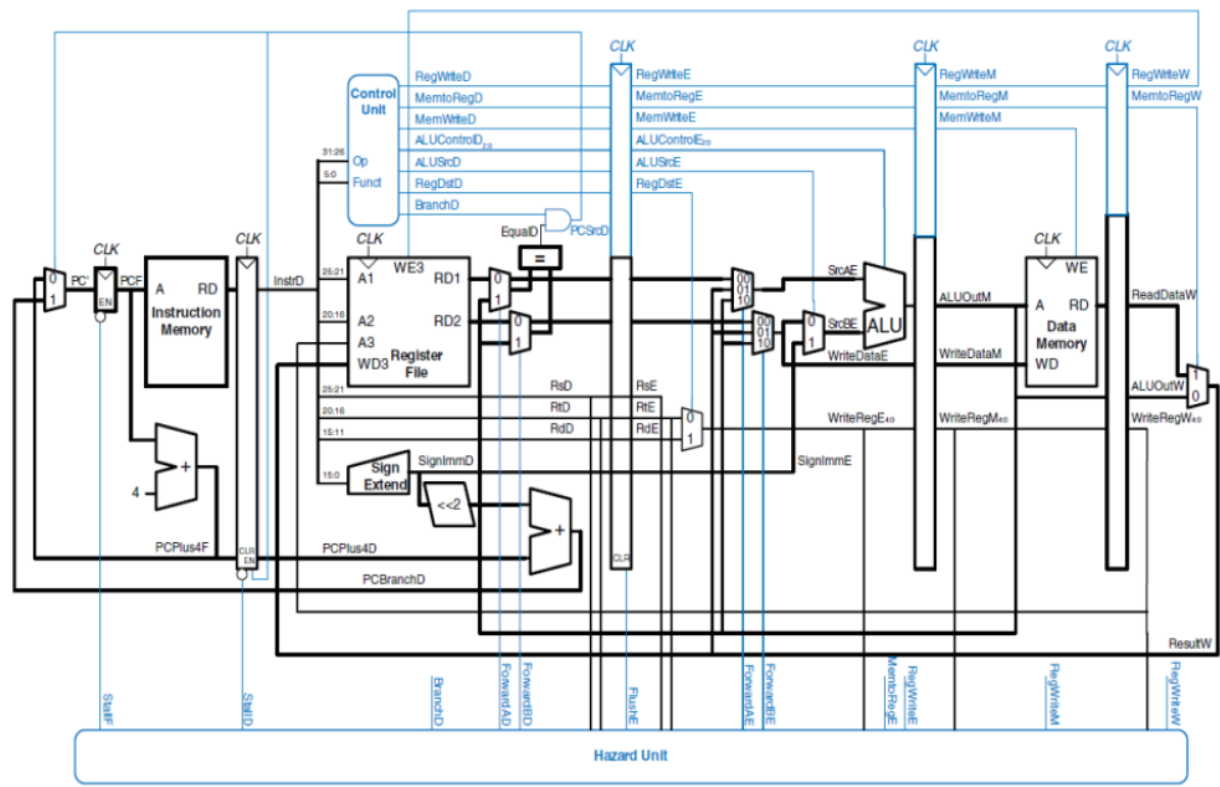 CLK
CLK
CLK
RegWriteD
RegWriteE
RegWriteM
RegWriteW
Control
Unit
MemtoRegD
MemtoRegE
MemtoRegM
MemtoRegW
MemWriteD
MemWriteE
MemWriteM
ALUControlD2:0
ALUControlE2:0
31:26
Op
ALUSrcD
ALUSrcE
5:0
Funct
RegDstD
RegDstE
BranchD
EqualD
PCSrcD
CLK
CLK
CLK
CLK
=
WE3
WE
0
1
PC'
EN
PCF
A
RD
Instruction
Memory
InstrD
25:21
A1
RD1
0
1
00
01
10
SrcAE
20:16
A2
RD2
0
1
00
01
10
0
1
SrcBE
ALU
ALUOutM
A
RD
Data
Memory
ReadDataW
A3
WD3
Register
File
WriteDataE
WriteDataM
WD
1
0
ALUOutW
25:21
RsD
RsE
20:16
RtD
RtE
0
1
WriteRegE4:0
WriteRegM4:0
WriteRegW4:0
15:11
RdD
RdE
15:0
Sign
Extend
SignImmD
SignImmE
+
4
<<2
+
PCPlus4F
CLR
EN
PCPlus4D
CLR
PCBranchD
ResultW
StallF
StallD
BranchD
ForwardAD
ForwardBD
FlushE
ForwardAE
ForwardBE
MemtoRegE
RegWriteE
RegWriteM
RegWriteW
Hazard Unit